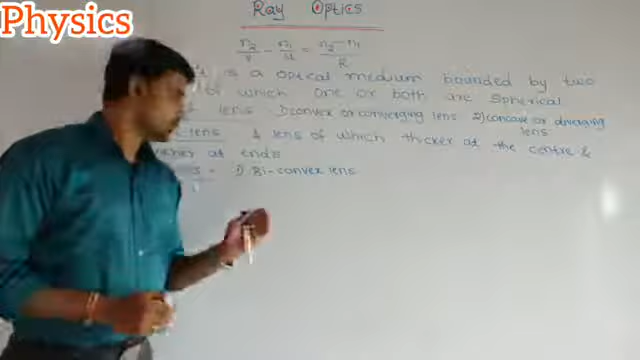 Physics
Ray Optics
n2/v - n1/u = n2-n1/R
is a optical medium bounded by two
of which one or both are spherical
lens 1) convex or converging lens 2) concave or diverging lens
lens A lens of which thicker at the centre &
at ends
1) Bi-convex lens